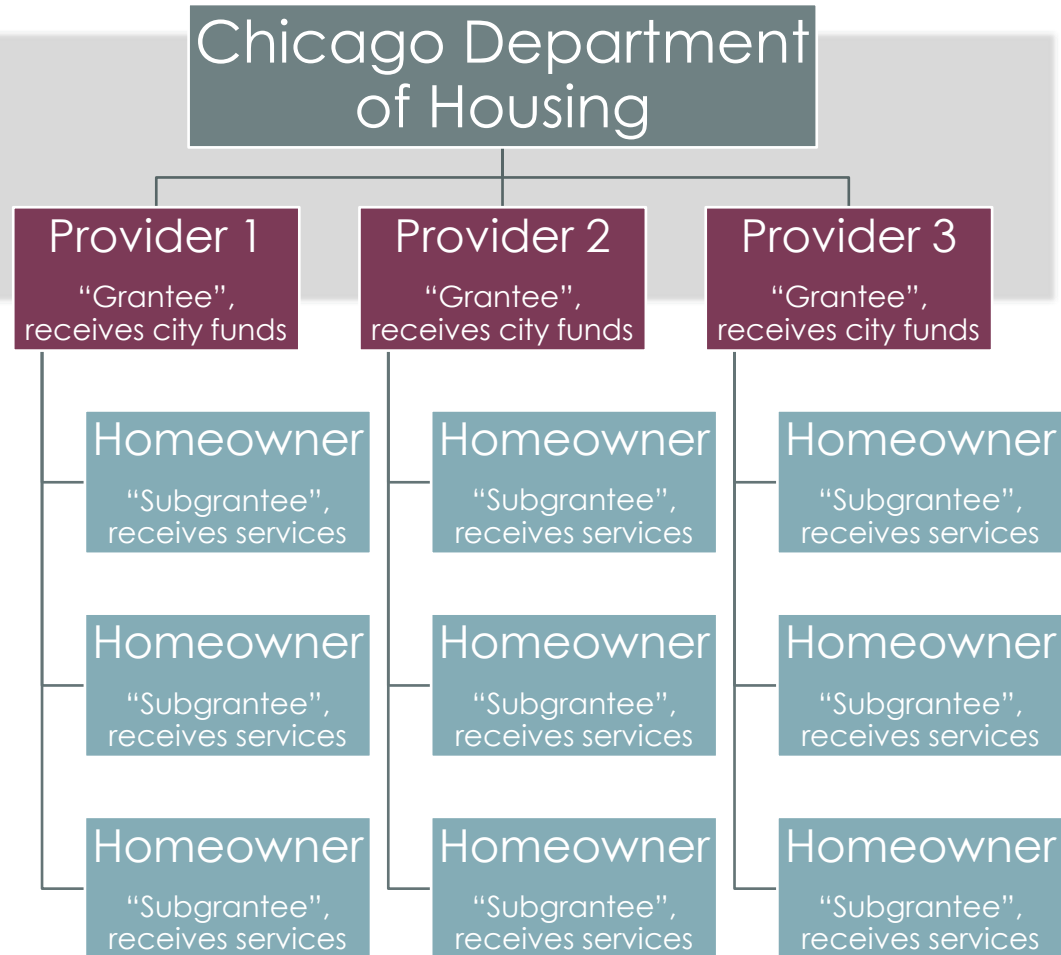 Chicago Department
of Housing
Provider 1
“Grantee”,
receives city funds
Provider 2
“Grantee”,
receives city funds
Provider 3
“Grantee”,
receives city funds
Homeowner
“Subgrantee”,
receives services
Homeowner
“Subgrantee”,
receives services
Homeowner
“Subgrantee”,
receives services
Homeowner
“Subgrantee”,
receives services
Homeowner
“Subgrantee”,
receives services
Homeowner
“Subgrantee”,
receives services
Homeowner
“Subgrantee”,
receives services
Homeowner
“Subgrantee”,
receives services
Homeowner
“Subgrantee”,
receives services